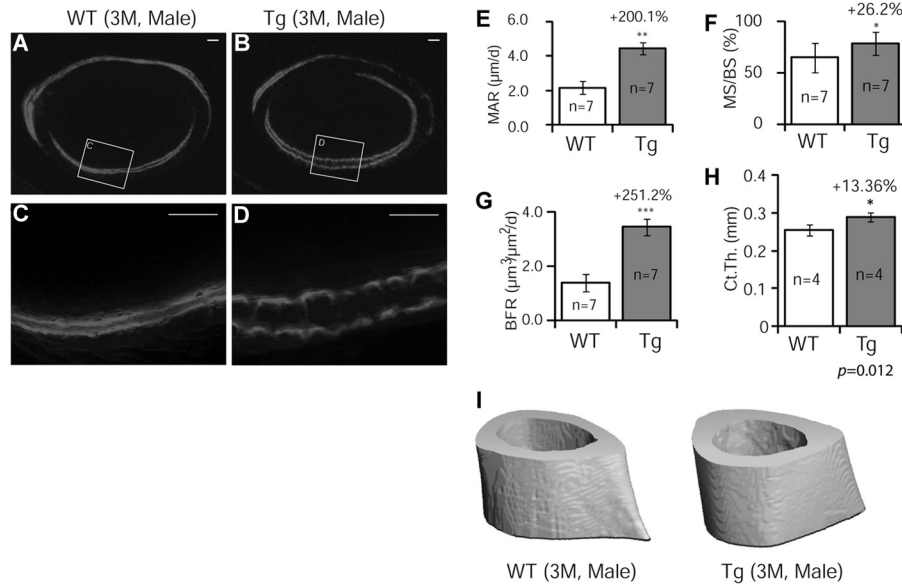 WT (3M, Male)
Tg (3M, Male)
A
B
C
D
C
D
E
+200.1%
**
MAR (µm/d)
6.0
4.0
2.0
0.0
n=7
n=7
WT
Tg
F
+26.2%
*
MS/BS (%)
100
50
0
n=7
n=7
WT
Tg
G
+251.2%
***
BFR (µm³/µm²/d)
4.0
2.0
0.0
n=7
n=7
WT
Tg
H
+13.36%
*
Ct.Th. (mm)
0.4
0.3
0.2
0.1
0
n=4
n=4
WT
Tg
p=0.012
I
WT (3M, Male)
Tg (3M, Male)